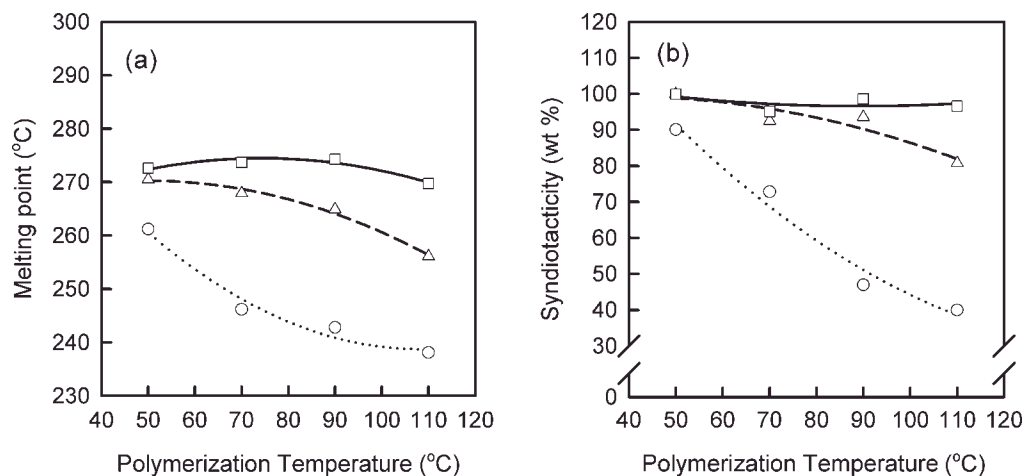 (a)
Melting point (°C)
300
290
280
270
260
250
240
230
40 50 60 70 80 90 100 110 120
Polymerization Temperature (°C)
(b)
Syndiotacticity (wt %)
120
110
100
90
80
70
60
50
40
30
0
40 50 60 70 80 90 100 110 120
Polymerization Temperature (°C)